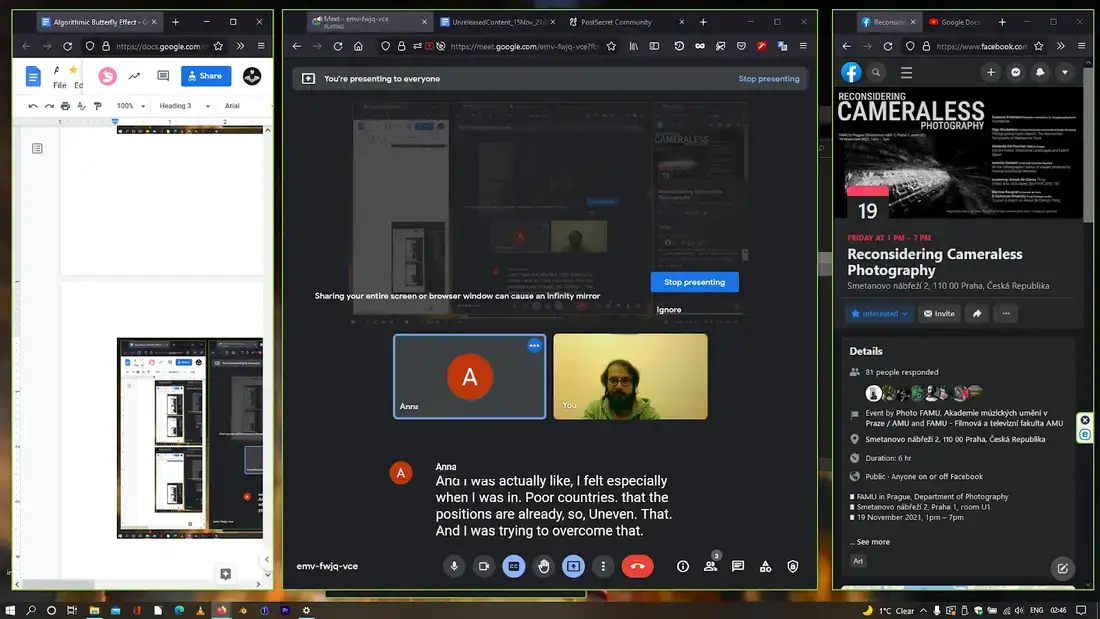 Algorithmic Butterfly Effect - G
https://docs.google.com/
File
Ed
Share
100%
Heading 3
Arial
Meet - emv-fwjq-vce
PLAYING
UnreleasedContent_15Nov_21
PostSecret Community
https://meet.google.com/emv-fwjq-vce?
You're presenting to everyone
Stop presenting
CAMERALESS
Stop presenting
Sharing your entire screen or browser window can cause an infinity mirror
Ignore
A
Anna
You
A
Anna
And I was actually like, I felt especially
when I was in. Poor countries. that the
positions are already, so, Uneven. That.
And I was trying to overcome that.
emv-fwjq-vce
3
Reconside
Google Docs
https://www.facebook.com
RECONSIDERING
CAMERALESS
PHOTOGRAPHY
19
FRIDAY AT 1 PM – 7 PM
Reconsidering Cameraless
Photography
Smetanovo nábřeží 2, 110 00 Praha, Česká Republika
Interested
Invite
Details
81 people responded
Event by Photo FAMU, Akademie múzických umění v
Praze / AMU and FAMU - Filmová a televizní fakulta AMU
Smetanovo nábřeží 2, 110 00 Praha, Česká Republika
Duration: 6 hr
Public · Anyone on or off Facebook
FAMU in Prague, Department of Photography
Smetanovo nábřeží 2, Praha 1, room U1
19 November 2021, 1pm – 7pm
... See more
Art
1°C Clear
ENG
02:46